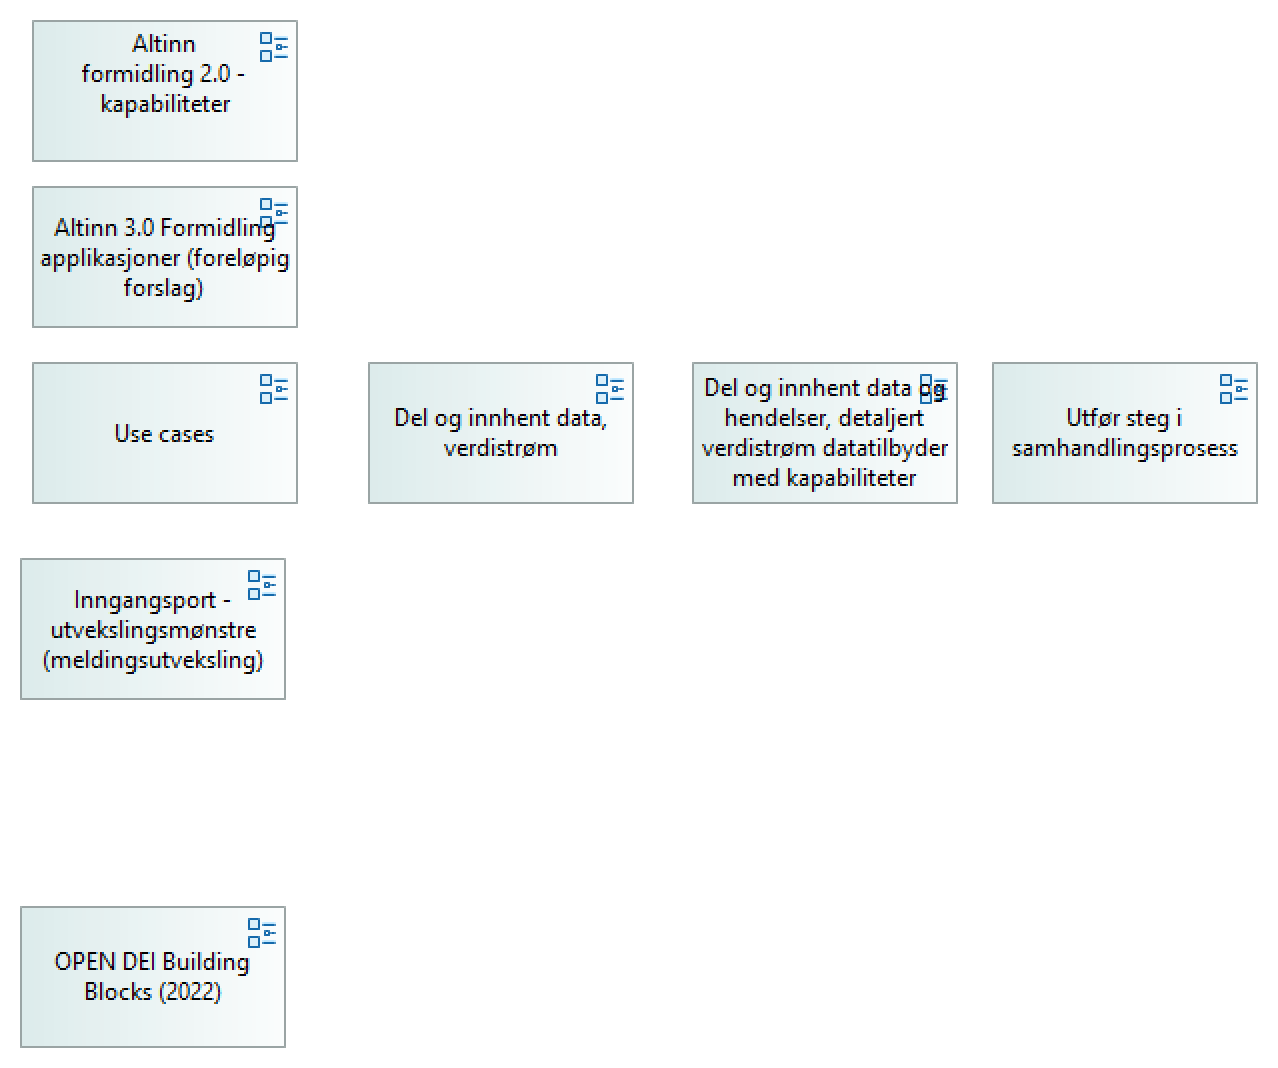 Altinn
formidling 2.0 -
kapabiliteter
Altinn 3.0 Formidling
applikasjoner (foreløpig
forslag)
Use cases
Del og innhent data,
verdistrøm
Del og innhent data og
hendelser, detaljert
verdistrøm datatilbyder
med kapabiliteter
Utfør steg i
samhandlingsprosess
Inngangsport -
utvekslingsmønstre
(meldingsutveksling)
OPEN DEI Building
Blocks (2022)